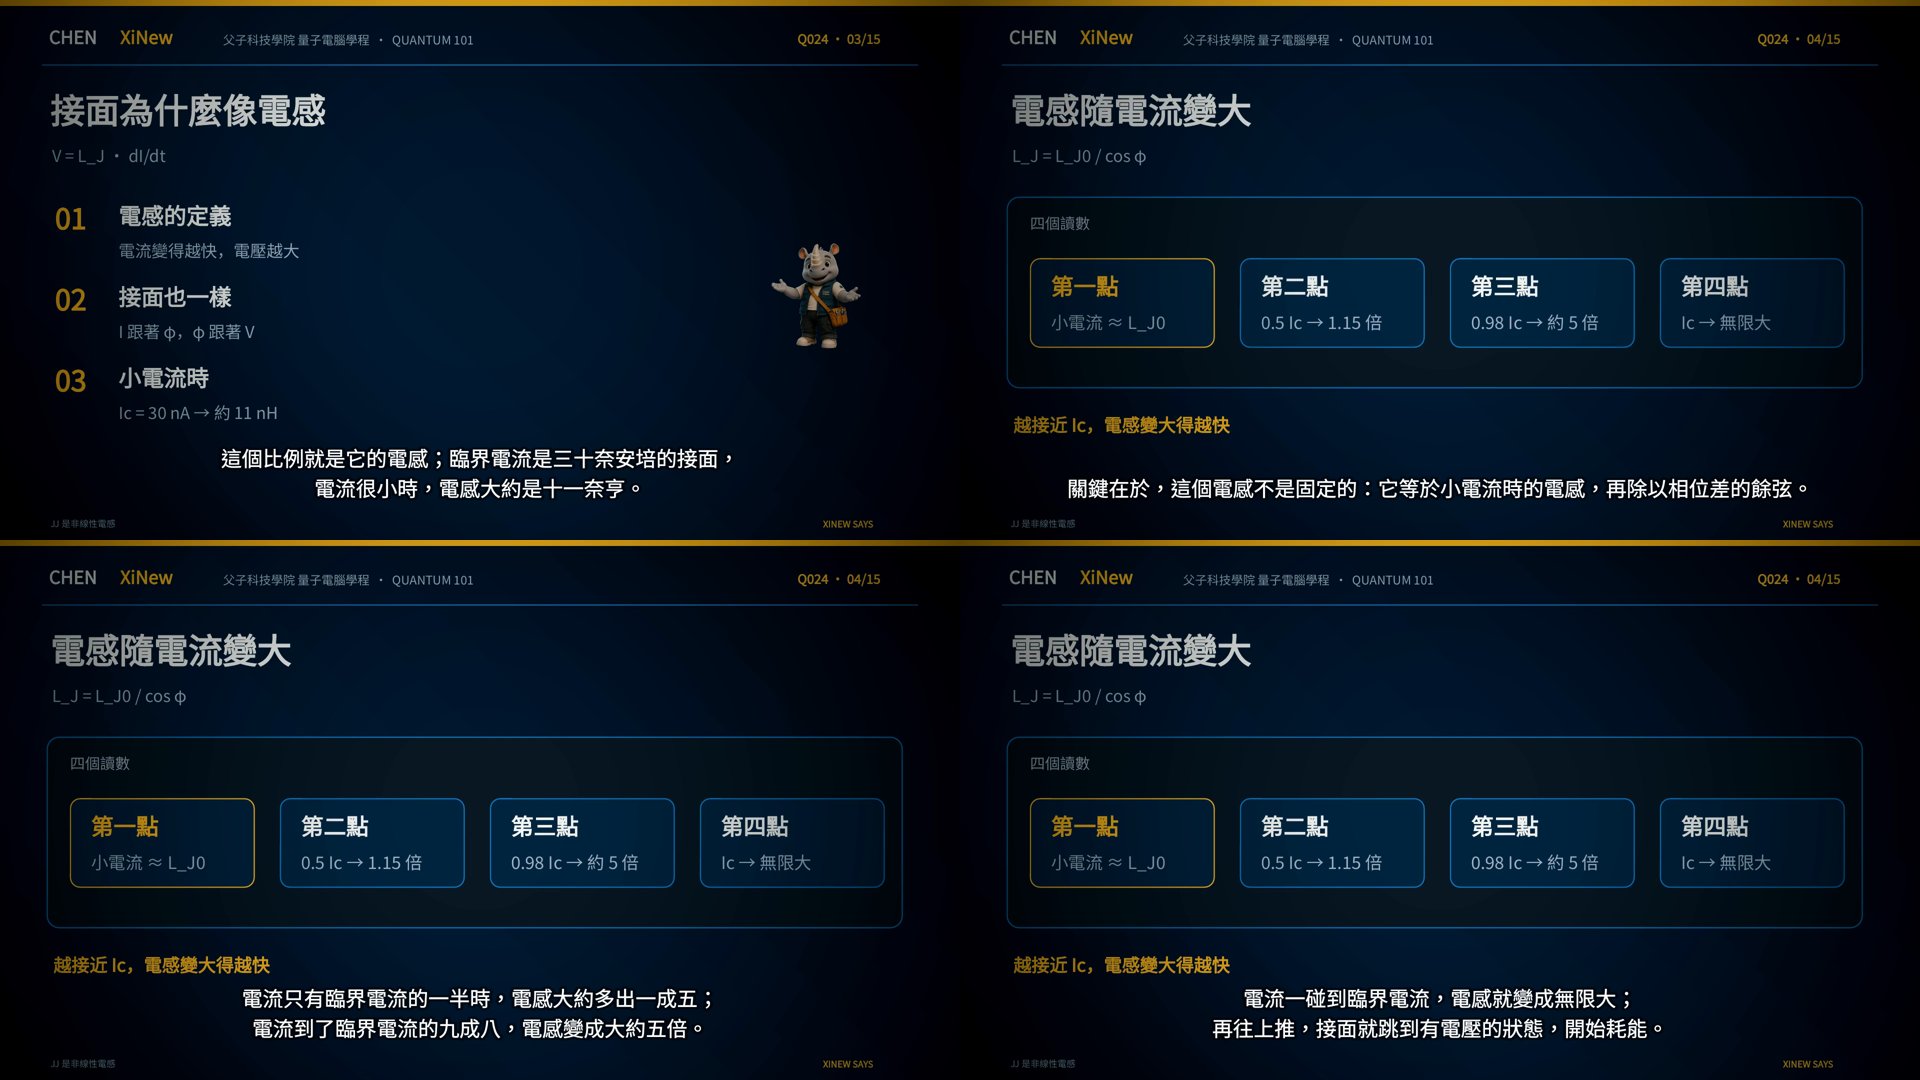 CHEN XiNew 父子科技學院 量子電腦學程 · QUANTUM 101 Q024 · 03/15
接面為什麼像電感
V = L_J · dI/dt
01 電感的定義
電流變得越快，電壓越大
02 接面也一樣
I 跟著 φ，φ 跟著 V
03 小電流時
Ic = 30 nA → 約 11 nH
這個比例就是它的電感；臨界電流是三十奈安培的接面，
電流很小時，電感大約是十一奈亨。
JJ 是非線性電感 XINEW SAYS
CHEN XiNew 父子科技學院 量子電腦學程 · QUANTUM 101 Q024 · 04/15
電感隨電流變大
L_J = L_J0 / cos φ
四個讀數
第一點 第二點 第三點 第四點
小電流 ≈ L_J0 0.5 Ic → 1.15 倍 0.98 Ic → 約 5 倍 Ic → 無限大
越接近 Ic，電感變大得越快
關鍵在於，這個電感不是固定的：它等於小電流時的電感，再除以相位差的餘弦。
JJ 是非線性電感 XINEW SAYS
CHEN XiNew 父子科技學院 量子電腦學程 · QUANTUM 101 Q024 · 04/15
電感隨電流變大
L_J = L_J0 / cos φ
四個讀數
第一點 第二點 第三點 第四點
小電流 ≈ L_J0 0.5 Ic → 1.15 倍 0.98 Ic → 約 5 倍 Ic → 無限大
越接近 Ic，電感變大得越快
電流只有臨界電流的一半時，電感大約多出一成五；
電流到了臨界電流的九成八，電感變成大約五倍。
JJ 是非線性電感 XINEW SAYS
CHEN XiNew 父子科技學院 量子電腦學程 · QUANTUM 101 Q024 · 04/15
電感隨電流變大
L_J = L_J0 / cos φ
四個讀數
第一點 第二點 第三點 第四點
小電流 ≈ L_J0 0.5 Ic → 1.15 倍 0.98 Ic → 約 5 倍 Ic → 無限大
越接近 Ic，電感變大得越快
電流一碰到臨界電流，電感就變成無限大；
再往上推，接面就跳到有電壓的狀態，開始耗能。
JJ 是非線性電感 XINEW SAYS